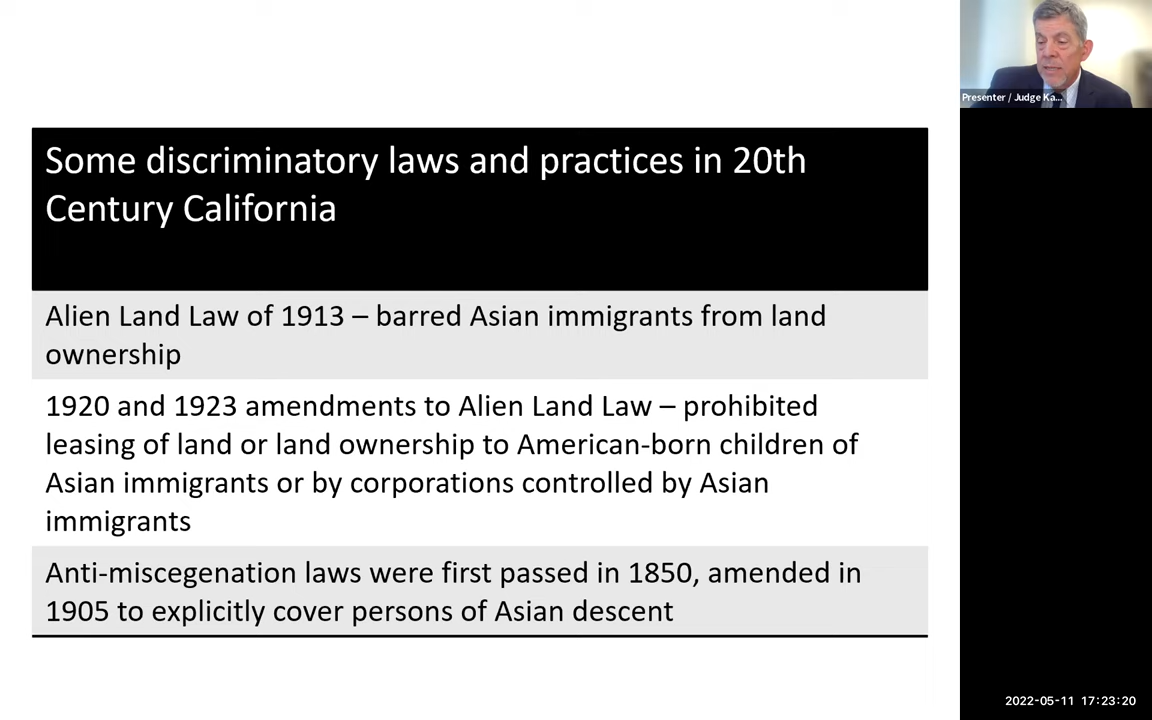 Some discriminatory laws and practices in 20th
Century California
Alien Land Law of 1913 – barred Asian immigrants from land
ownership
1920 and 1923 amendments to Alien Land Law – prohibited
leasing of land or land ownership to American-born children of
Asian immigrants or by corporations controlled by Asian
immigrants
Anti-miscegenation laws were first passed in 1850, amended in
1905 to explicitly cover persons of Asian descent
Presenter / Judge Ka...
2022-05-11 17:23:20